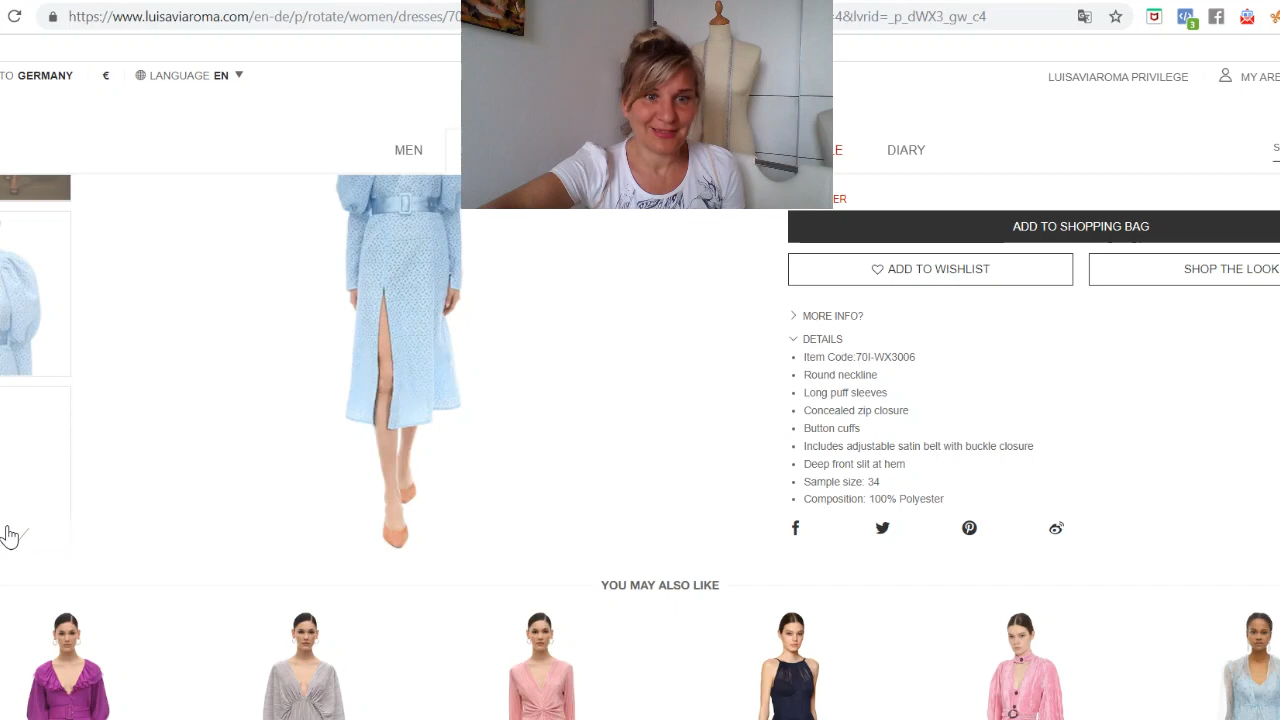 https://www.luisaviaroma.com/en-de/p/rotate/women/dresses/70
=4&lvrid=_p_dWX3_gw_c4
3
TO GERMANY
€
LANGUAGE EN
LUISAVIAROMA PRIVILEGE
MY ARE
MEN
LE
DIARY
S
ER
ADD TO SHOPPING BAG
ADD TO WISHLIST
SHOP THE LOOK
MORE INFO?
DETAILS
Item Code:70I-WX3006
Round neckline
Long puff sleeves
Concealed zip closure
Button cuffs
Includes adjustable satin belt with buckle closure
Deep front slit at hem
Sample size: 34
Composition: 100% Polyester
YOU MAY ALSO LIKE